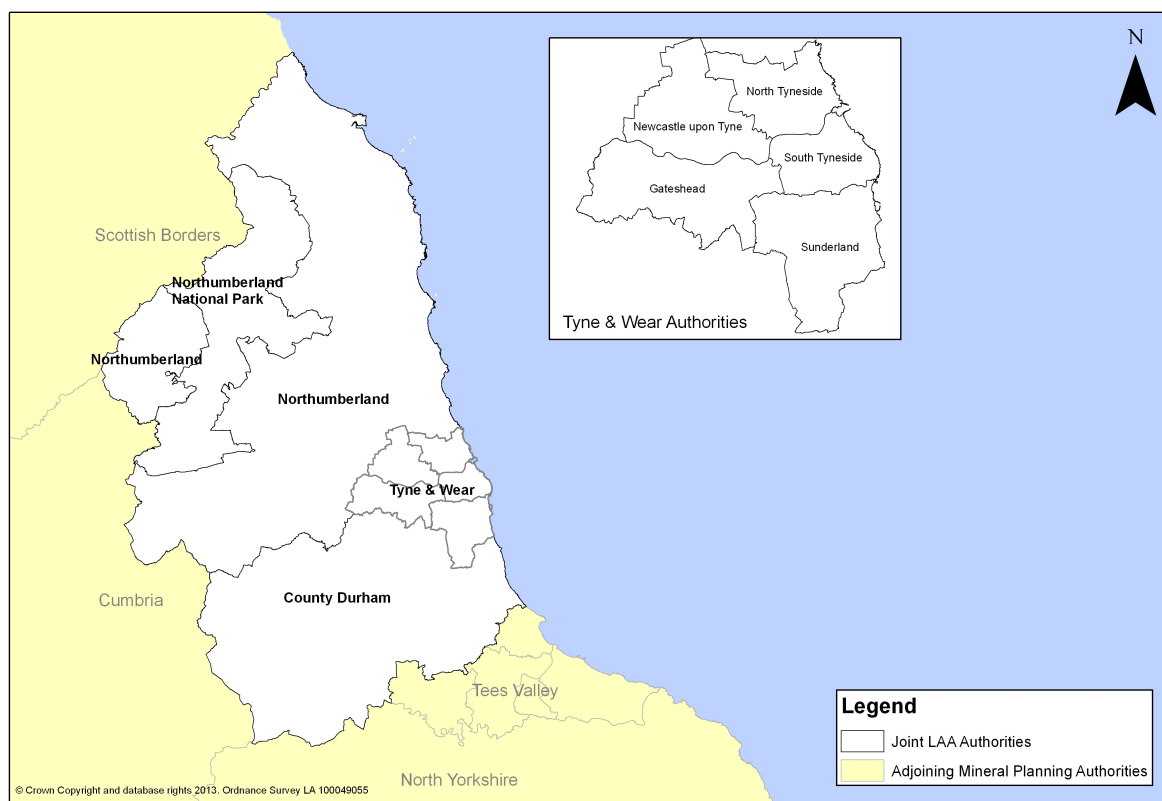 N
North Tyneside
Newcastle upon Tyne
South Tyneside
Gateshead
Sunderland
Tyne & Wear Authorities
Scottish Borders
Northumberland
National Park
Northumberland
Northumberland
Tyne & Wear
County Durham
Cumbria
Tees Valley
North Yorkshire
Legend
Joint LAA Authorities
Adjoining Mineral Planning Authorities
© Crown Copyright and database rights 2013. Ordnance Survey LA 100049055